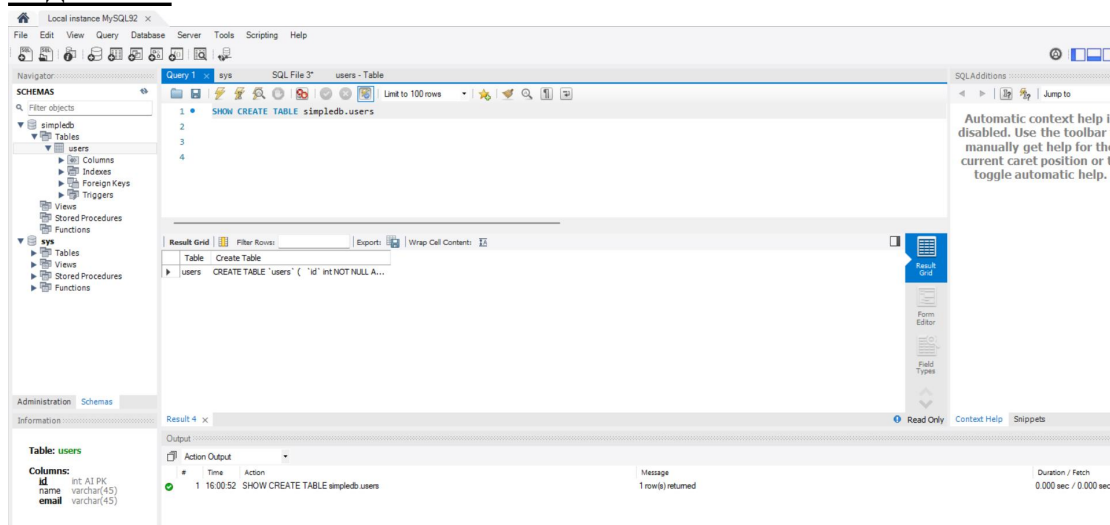 Local instance MySQL92 ×
File Edit View Query Database Server Tools Scripting Help
Navigator
SCHEMAS
Filter objects
simpledb
Tables
users
Columns
Indexes
Foreign Keys
Triggers
Views
Stored Procedures
Functions
sys
Tables
Views
Stored Procedures
Functions
Administration Schemas
Information
Table: users
Columns:
id int AI PK
name varchar(45)
email varchar(45)
Query 1 × sys SQL File 3* users - Table
Limit to 100 rows
1 SHOW CREATE TABLE simpledb.users
2
3
4
Result Grid Filter Rows: Export: Wrap Cell Content:
Table Create Table
users CREATE TABLE `users` ( `id` int NOT NULL A...
Result
Grid
Form
Editor
Field
Types
Result 4 × Read Only
Output
Action Output
# Time Action Message Duration / Fetch
1 16:00:52 SHOW CREATE TABLE simpledb.users 1 row(s) returned 0.000 sec / 0.000 sec
SQLAdditions
Jump to
Automatic context help i
disabled. Use the toolbar
manually get help for the
current caret position or t
toggle automatic help.
Context Help Snippets